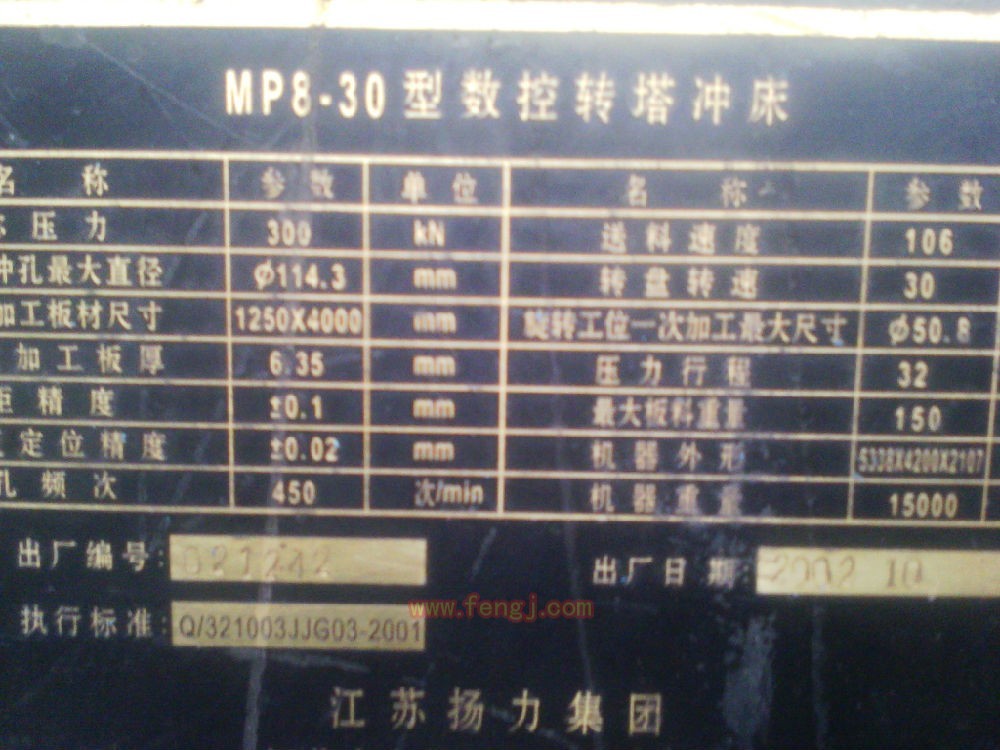 MP8-30型数控转塔冲床
名 称 参 数 单 位 名 称 参 数
压 力 300 kN 送 料 速 度 106
冲孔最大直径 φ114.3 mm 转 盘 转 速 30
加工板材尺寸 1250X4000 mm 旋转工位一次加工最大尺寸 φ50.8
加 工 板 厚 6.35 mm 压 力 行 程 32
距 精 度 ±0.1 mm 最大板料重量 150
定 位 精 度 ±0.02 mm 机 器 外 形 5338X4200X2107
孔 频 次 450 次/min 机 器 重 量 15000
出厂编号: 021242 出 厂 日 期: 2002 10
www.fengj.com
执行标准: Q/321003JJG03-2001
江 苏 扬 力 集 团